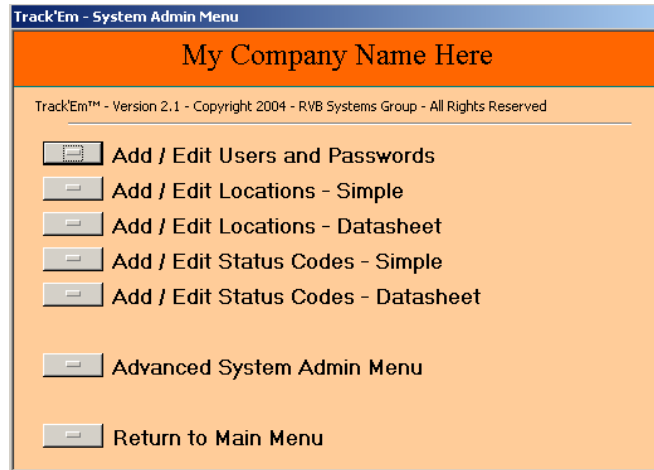 Track'Em - System Admin Menu
My Company Name Here
Track'Em™ - Version 2.1 - Copyright 2004 - RVB Systems Group - All Rights Reserved
Add / Edit Users and Passwords
Add / Edit Locations - Simple
Add / Edit Locations - Datasheet
Add / Edit Status Codes - Simple
Add / Edit Status Codes - Datasheet
Advanced System Admin Menu
Return to Main Menu